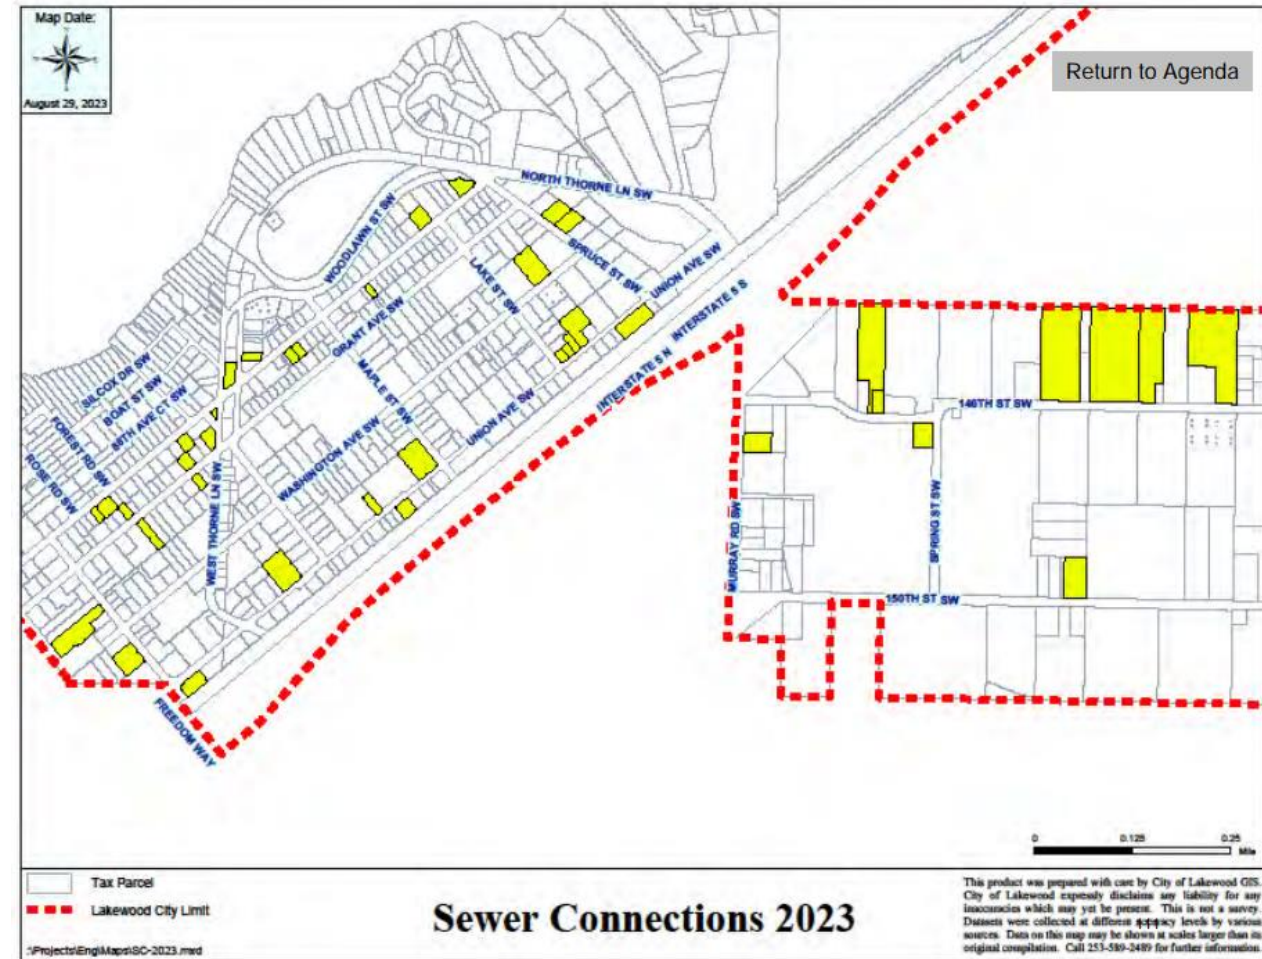 Map Date:
August 29, 2023
Return to Agenda
NORTH THORNE LN SW
WOODLAWN ST SW
SPRUCE ST SW
UNION AVE SW
LAKE ST SW
INTERSTATE 5 S
GRANT AVE SW
INTERSTATE 5 N
MAPLE ST SW
SILCOX DR SW
BOAT ST SW
88TH AVE CT SW
FOREST RD SW
ROSE RD SW
UNION AVE SW
WASHINGTON AVE SW
WEST THORNE LN SW
146TH ST SW
MURRAY RD SW
SPRING ST SW
150TH ST SW
FREEDOM WAY
0 0.125 0.25
Mile
Tax Parcel
Lakewood City Limit
Sewer Connections 2023
:\Projects\Eng\Maps\SC-2023.mxd
This product was prepared with care by City of Lakewood GIS.
City of Lakewood expressly disclaims any liability for any
inaccuracies which may yet be present. This is not a survey.
Datasets were collected at different levels by various
sources. Data on this map may be shown at scales larger than its
original compilation. Call 253-589-2489 for further information.